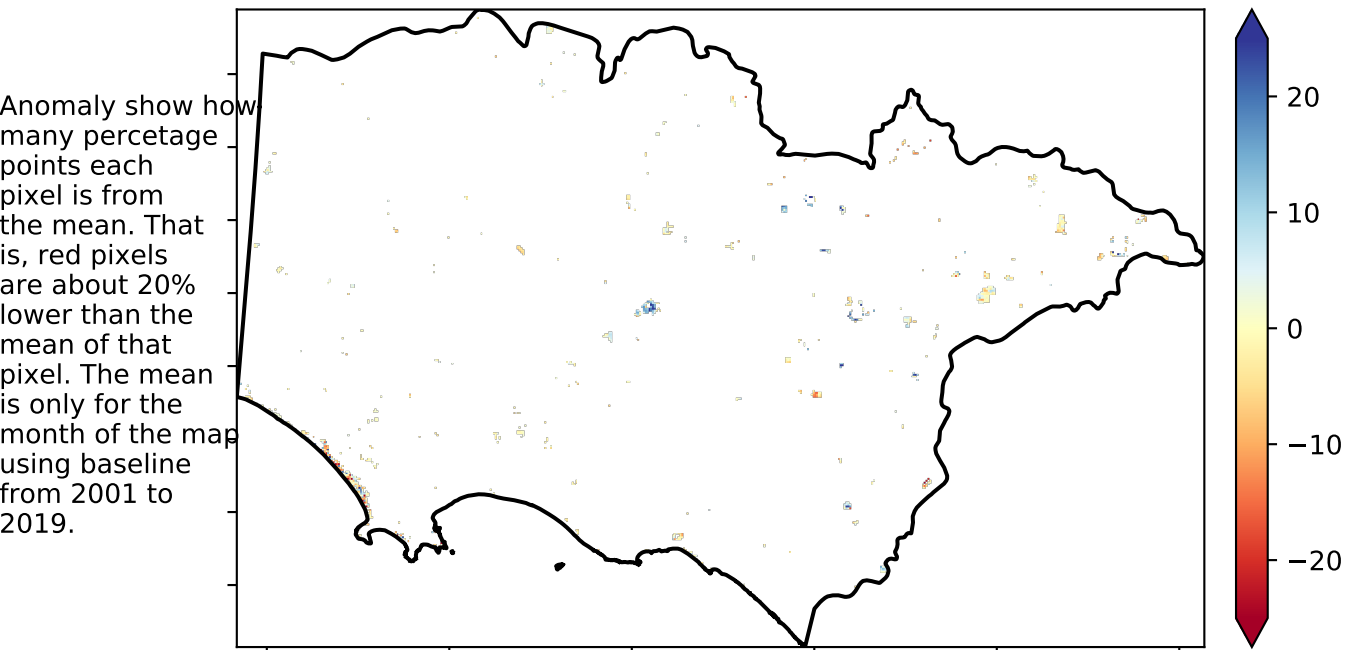 Anomaly show how
many percetage
points each
pixel is from
the mean. That
is, red pixels
are about 20%
lower than the
mean of that
pixel. The mean
is only for the
month of the map
using baseline
from 2001 to
2019.
20
10
0
−10
−20